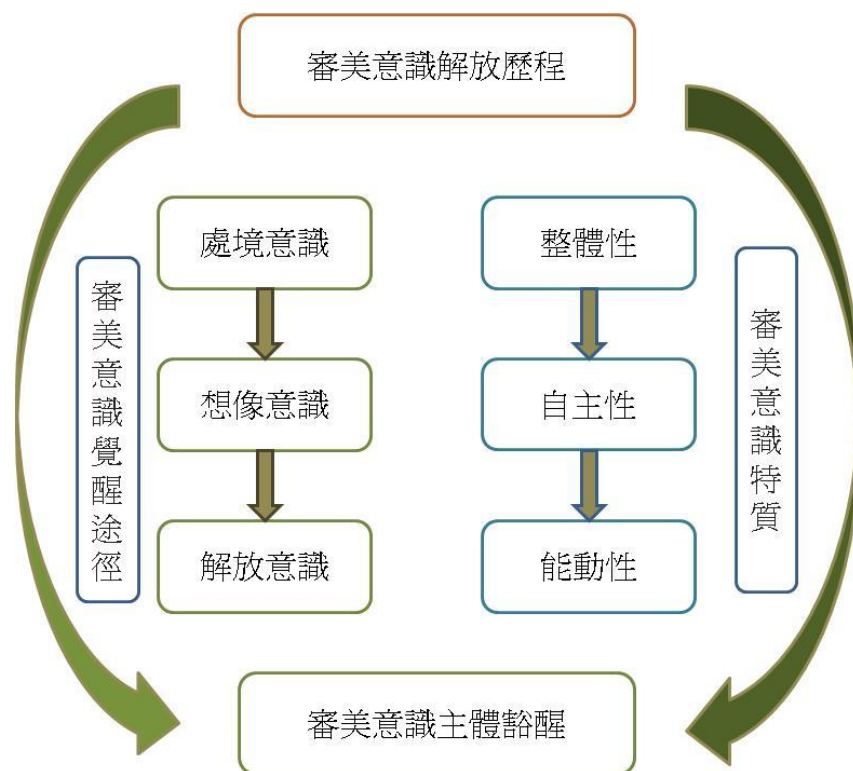 審美意識解放歷程
審美意識覺醒途徑
處境意識
想像意識
解放意識
整體性
自主性
能動性
審美意識特質
審美意識主體豁醒